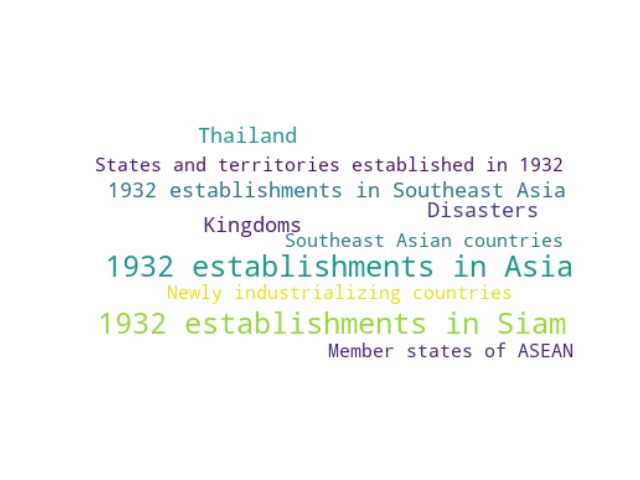 Thailand
States and territories established in 1932
1932 establishments in Southeast Asia
Disasters
Kingdoms
Southeast Asian countries
1932 establishments in Asia
Newly industrializing countries
1932 establishments in Siam
Member states of ASEAN